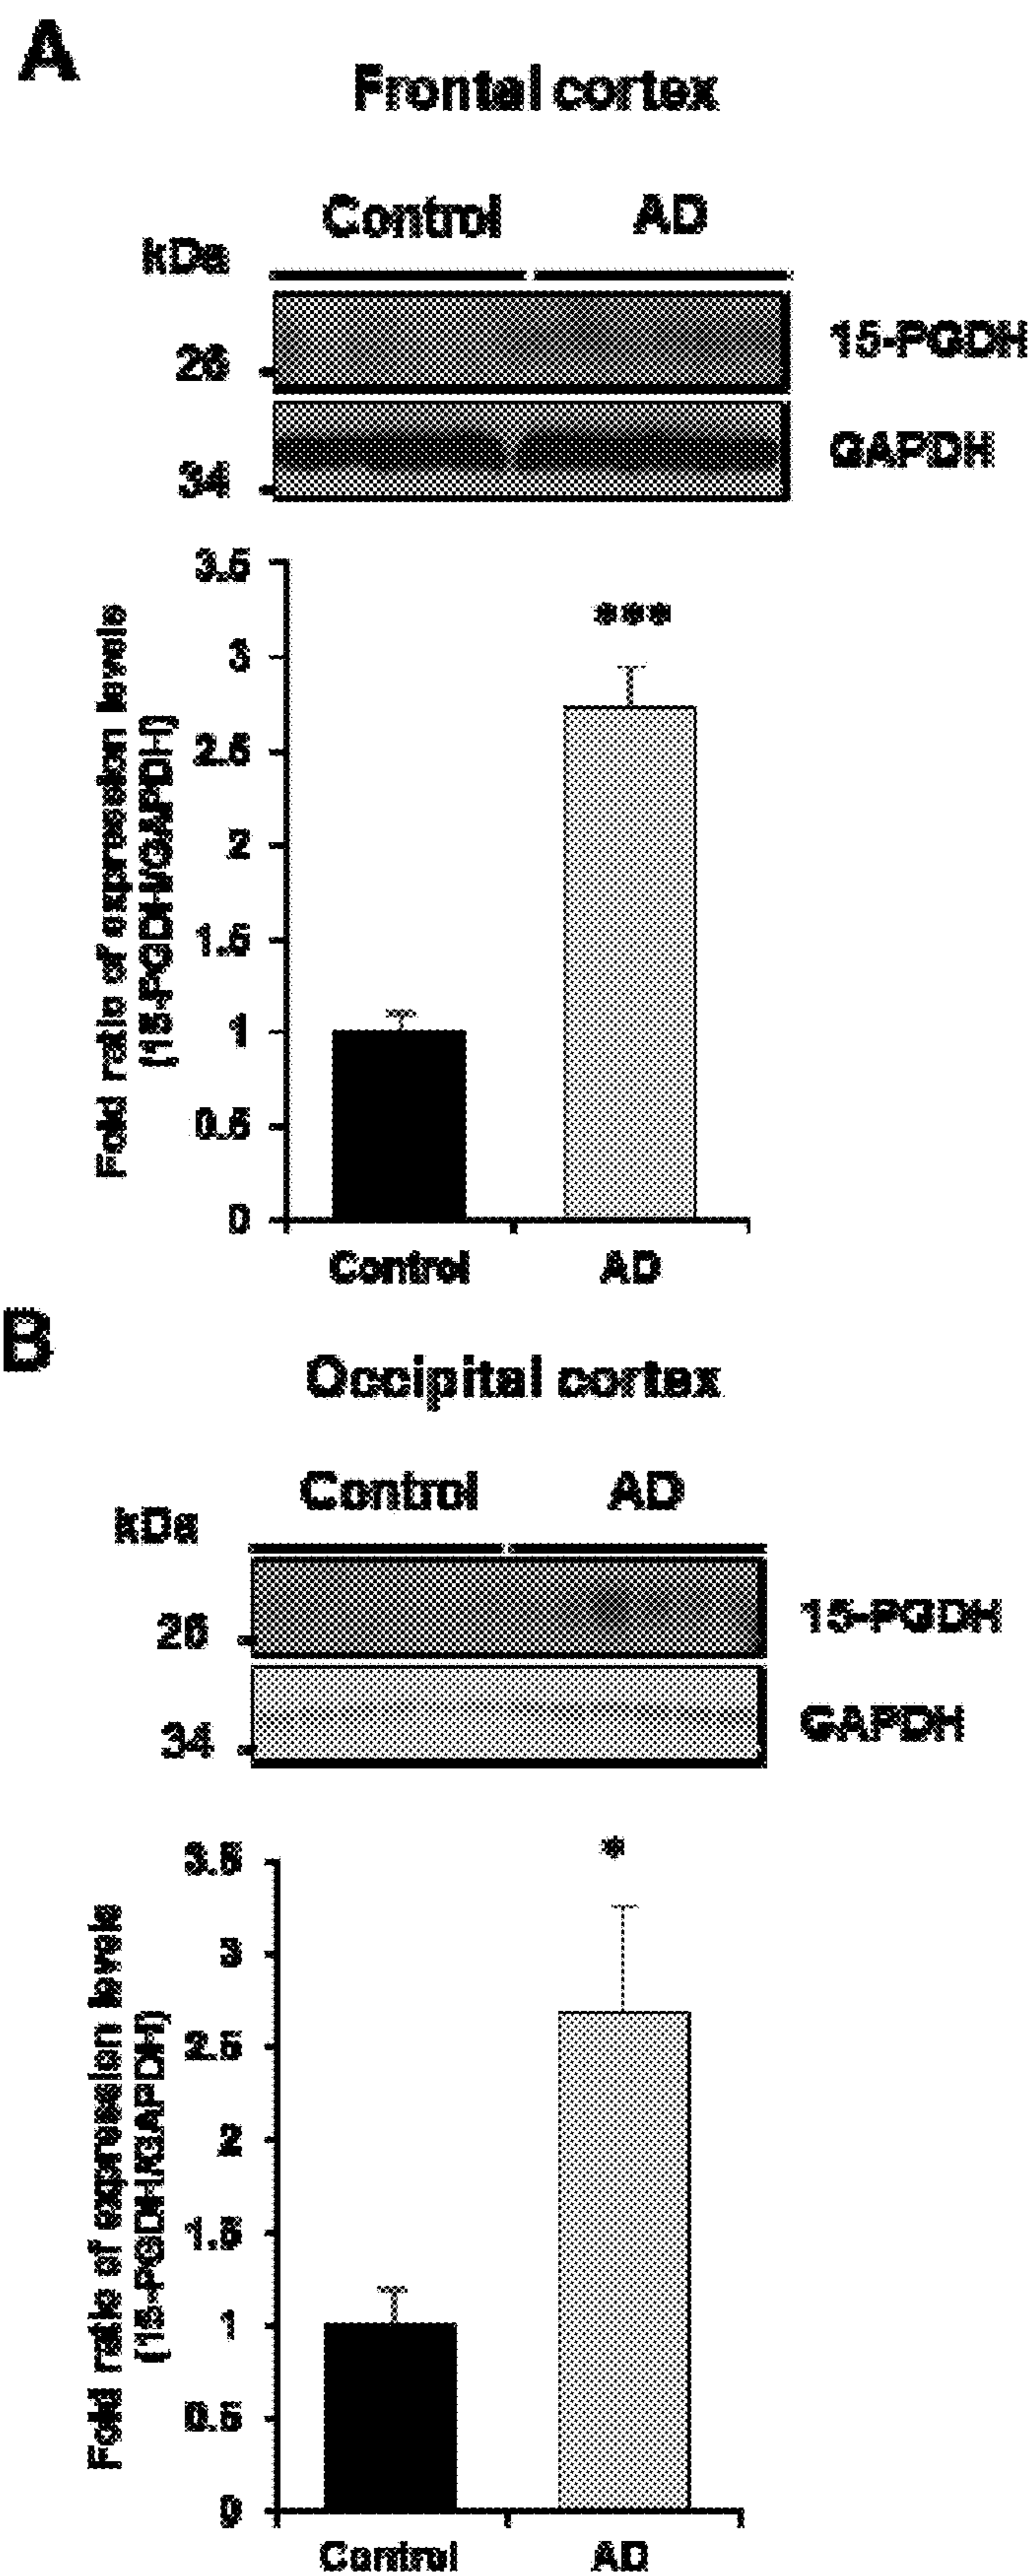 A
Frontal cortex
Control AD
kDa
26
15-PGDH
34
GAPDH
Fold ratio of expression levels
(15-PGDH/GAPDH)
3.5
***
3
2.5
2
1.5
1
0.5
0
Control AD
B
Occipital cortex
Control AD
kDa
26
15-PGDH
34
GAPDH
Fold ratio of expression levels
(15-PGDH/GAPDH)
3.5
*
3
2.5
2
1.5
1
0.5
0
Control AD